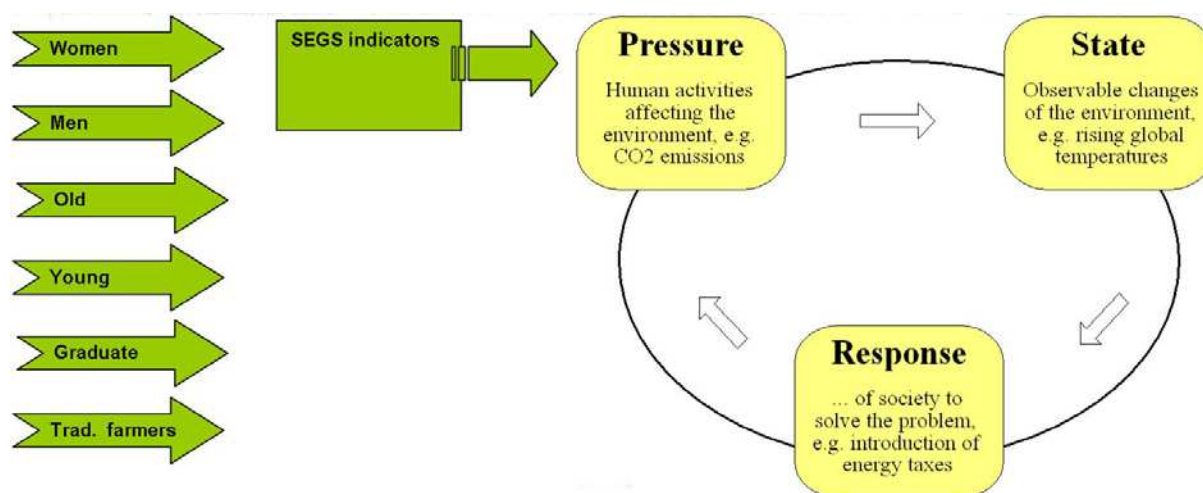 Women
Men
Old
Young
Graduate
Trad. farmers
SEGS indicators
Pressure
Human activities
affecting the
environment, e.g.
CO2 emissions
State
Observable changes
of the environment,
e.g. rising global
temperatures
Response
... of society to
solve the problem,
e.g. introduction of
energy taxes